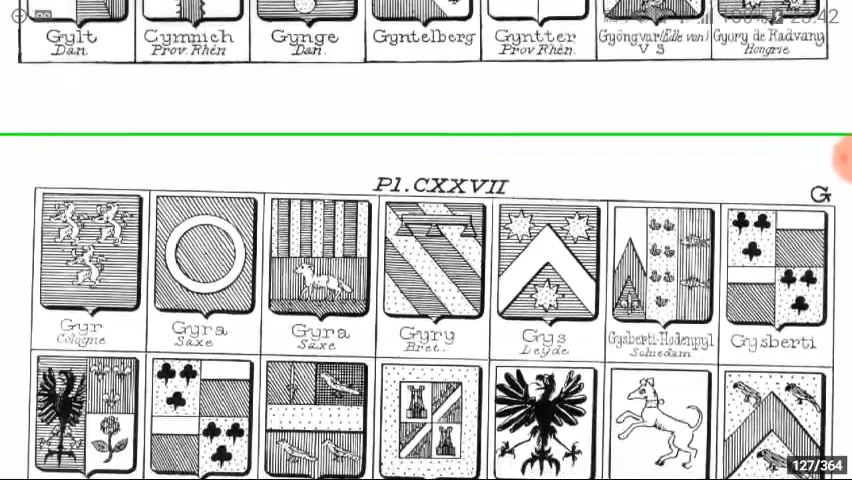 Gylt
Dan.
Gymnich
Prov. Rhén
Gynge
Dan.
Gyntelberg
Gyntter
Prov Rhén.
Gyöngvar (Edle von)
V S
Gyory de Radvany
Hongrie
Pl. CXXVII
G
Gyr
Cologne
Gyra
Saxe
Gyra
Saxe
Gyry
Bret.
Gys
Leyde
Gysberti-Hodenpyl
Schiedam
Gysberti
127/364